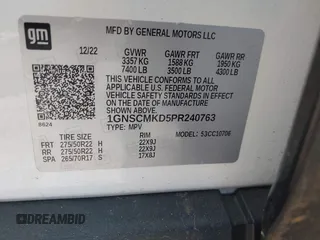 gm
MFD BY GENERAL MOTORS LLC
12/22 GVWR GAWR FRT GAWR RR
3357 KG 1588 KG 1950 KG
7400 LB 3500 LB 4300 LB
THIS VEHICLE CONFORMS TO ALL
APPLICABLE U.S. FEDERAL MOTOR
VEHICLE SAFETY AND THEFT
PREVENTION STANDARDS IN EFFECT
ON THE DATE OF MANUFACTURE
SHOWN ABOVE.
1GNSCMKD5PR240763
TYPE: MPV MODEL: 53CC10706
TIRE SIZE RIM
FRT 275/50R22 H 22X9J
RR 275/50R22 H 22X9J
SPA 265/70R17 S 17X8J
DREAMBID